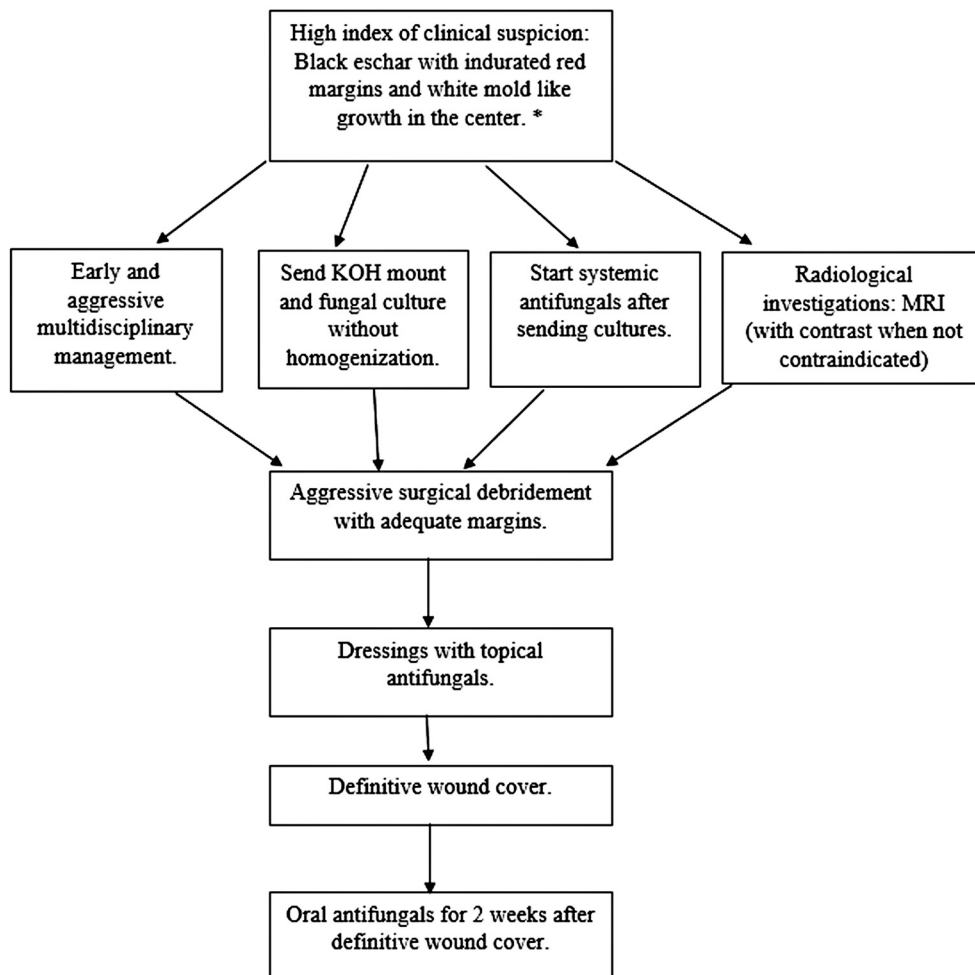 High index of clinical suspicion:
Black eschar with indurated red
margins and white mold like
growth in the center. *
Early and
aggressive
multidisciplinary
management.
Send KOH mount
and fungal culture
without
homogenization.
Start systemic
antifungals after
sending cultures.
Radiological
investigations: MRI
(with contrast when not
contraindicated)
Aggressive surgical debridement
with adequate margins.
Dressings with topical
antifungals.
Definitive wound cover.
Oral antifungals for 2 weeks after
definitive wound cover.